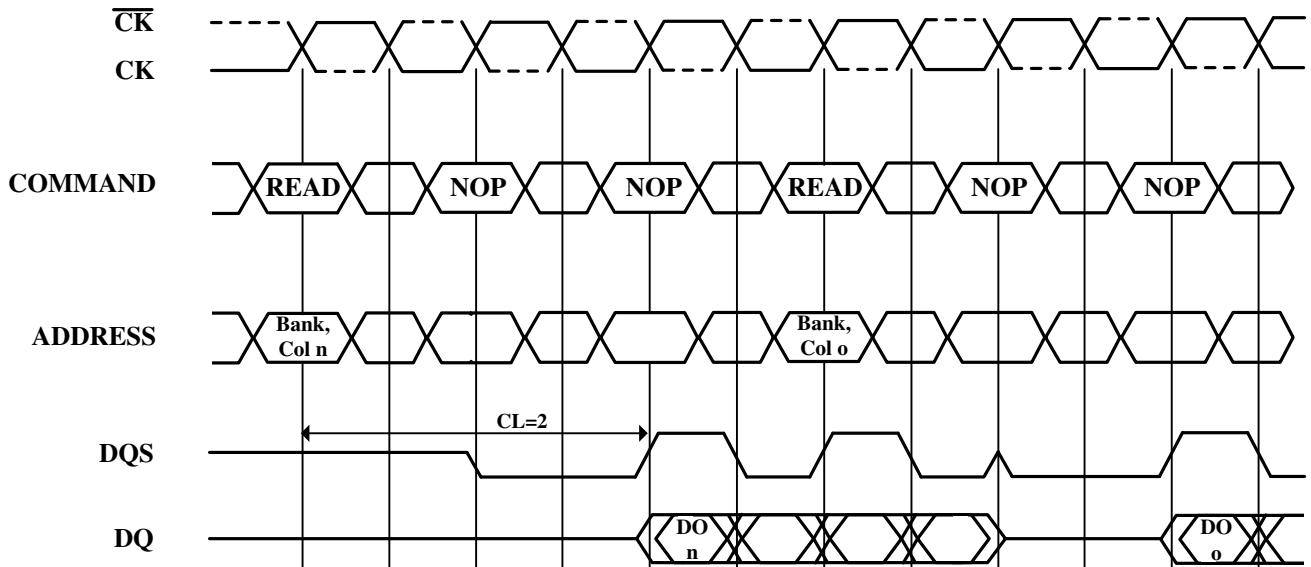 CK
CK
COMMAND READ NOP NOP READ NOP NOP
ADDRESS Bank, Col n Bank, Col o
CL=2
DQS
DQ DO n DO o